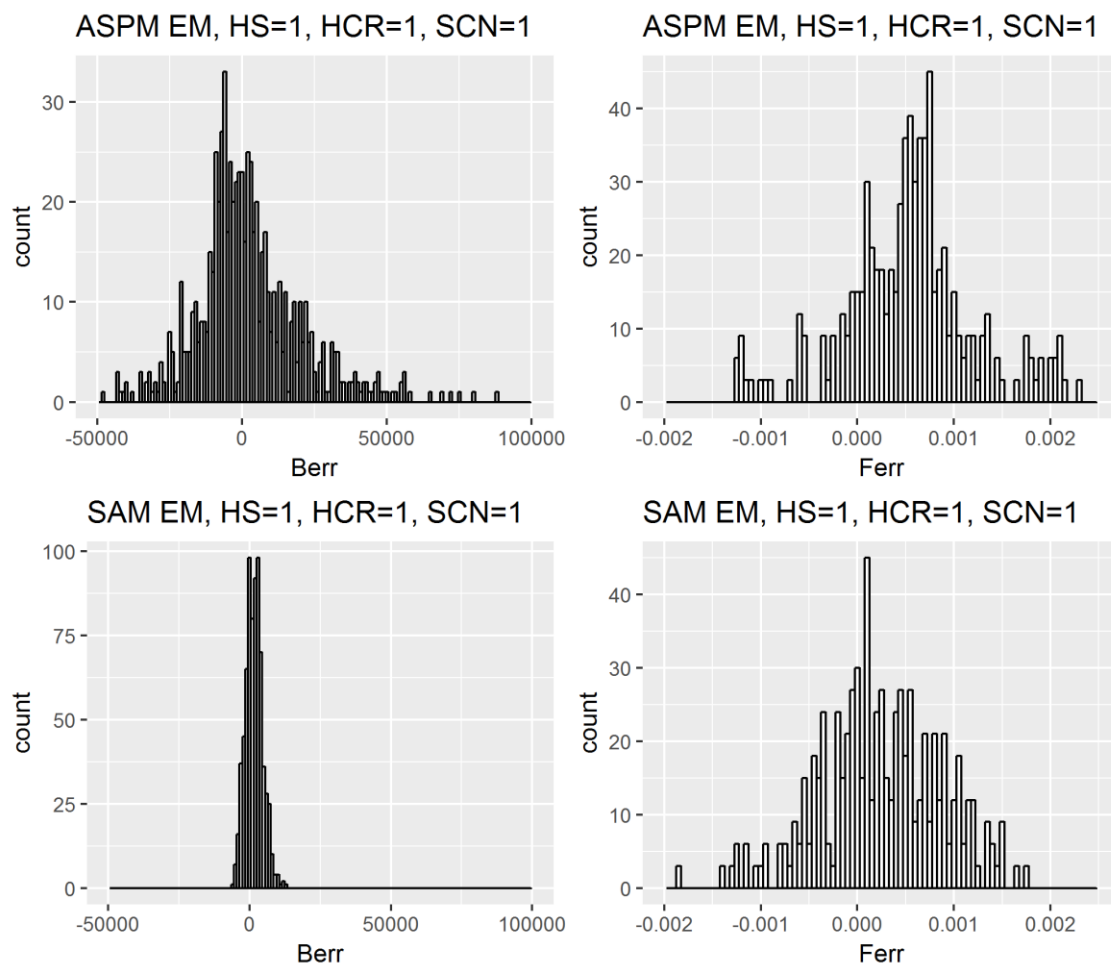 ASPM EM, HS=1, HCR=1, SCN=1
30
20
10
0
count
-50000 0 50000 100000
Berr
ASPM EM, HS=1, HCR=1, SCN=1
40
30
20
10
0
count
-0.002 -0.001 0.000 0.001 0.002
Ferr
SAM EM, HS=1, HCR=1, SCN=1
100
75
50
25
0
count
-50000 0 50000 100000
Berr
SAM EM, HS=1, HCR=1, SCN=1
40
30
20
10
0
count
-0.002 -0.001 0.000 0.001 0.002
Ferr